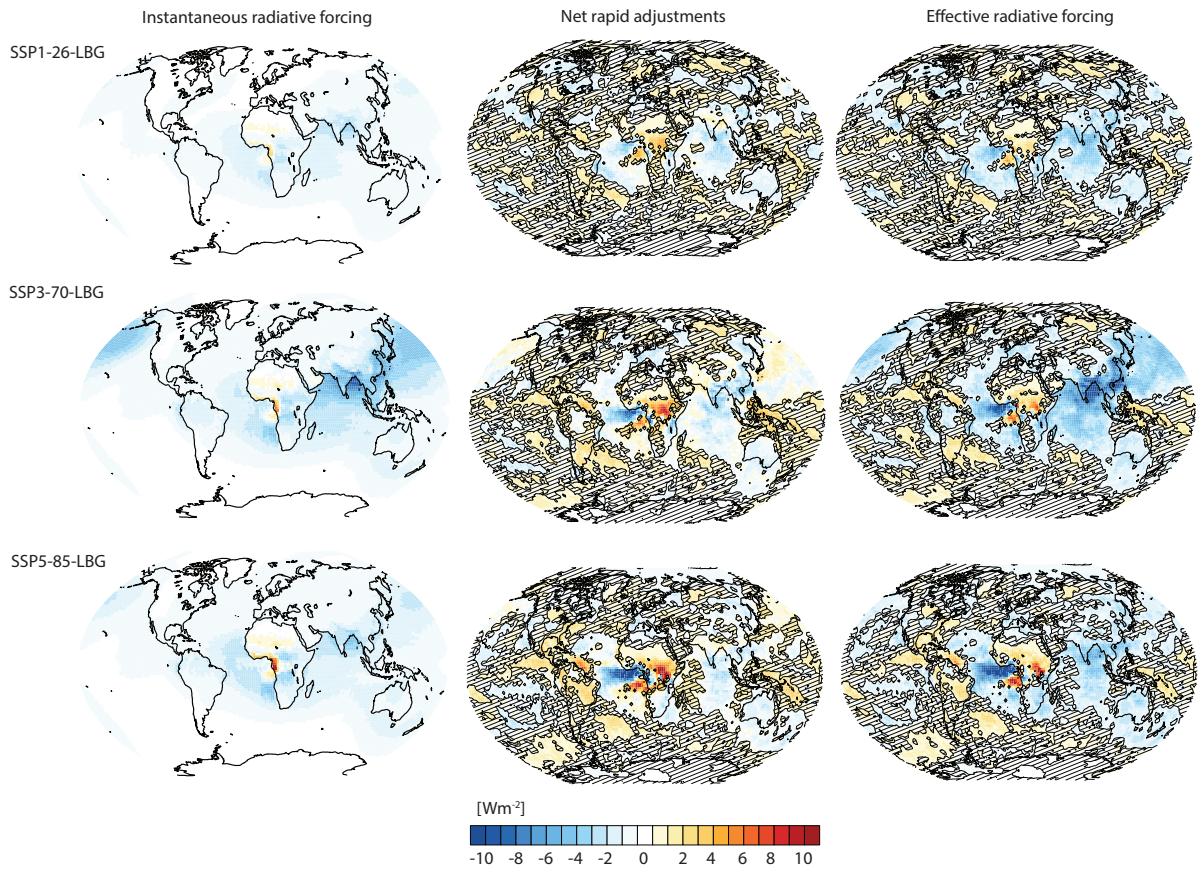 Instantaneous radiative forcing
Net rapid adjustments
Effective radiative forcing
SSP1-26-LBG
SSP3-70-LBG
SSP5-85-LBG
[Wm⁻²]
-10 -8 -6 -4 -2 0 2 4 6 8 10